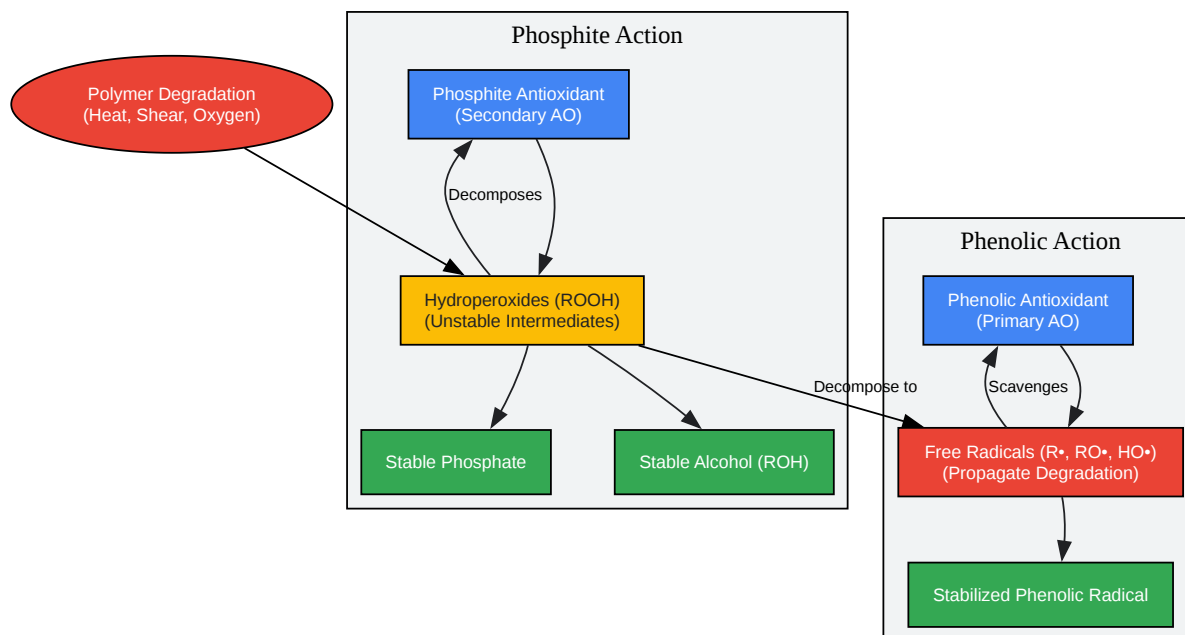 Phosphite Action
Polymer Degradation
(Heat, Shear, Oxygen)
Phosphite Antioxidant
(Secondary AO)
Decomposes
Hydroperoxides (ROOH)
(Unstable Intermediates)
Stable Phosphate
Stable Alcohol (ROH)
Decompose to
Phenolic Action
Phenolic Antioxidant
(Primary AO)
Scavenges
Free Radicals (R•, RO•, HO•)
(Propagate Degradation)
Stabilized Phenolic Radical